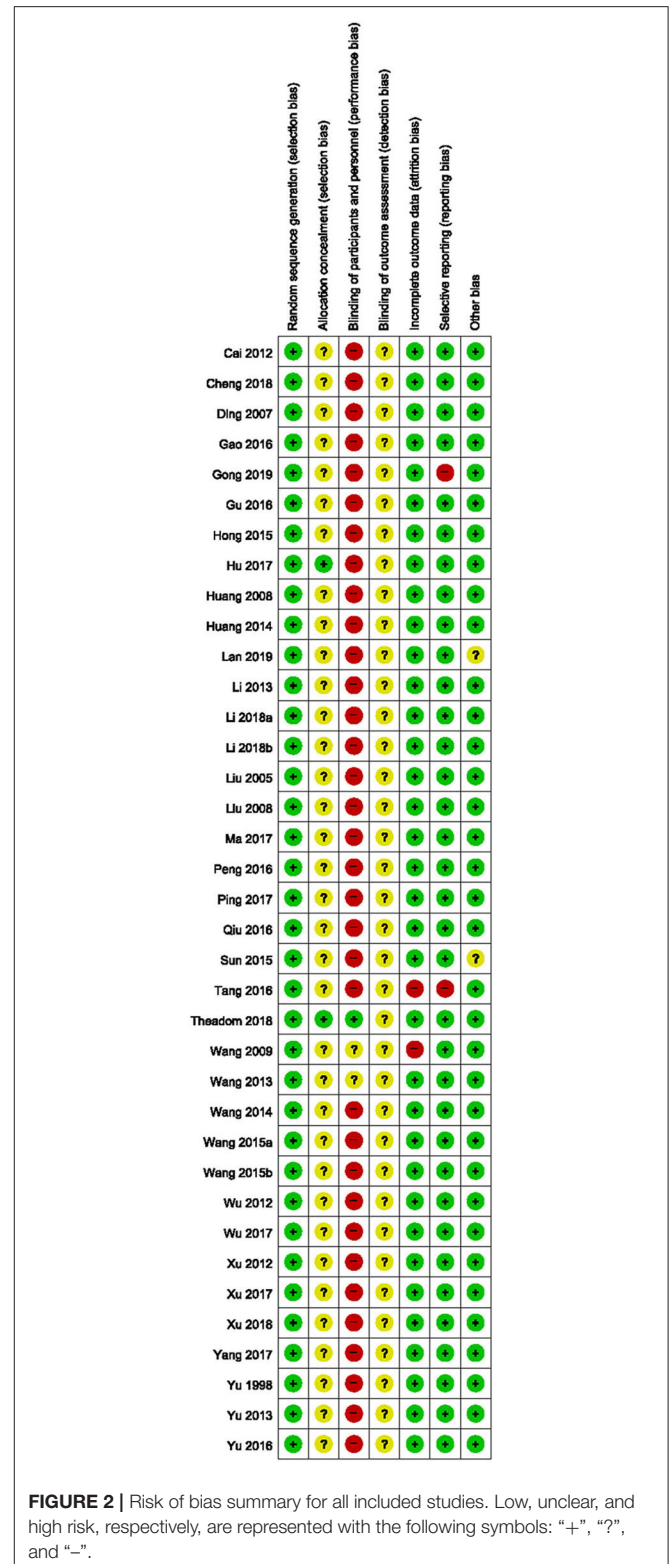 Random sequence generation (selection bias)
Allocation concealment (selection bias)
Blinding of participants and personnel (performance bias)
Blinding of outcome assessment (detection bias)
Incomplete outcome data (attrition bias)
Selective reporting (reporting bias)
Other bias
Cai 2012 + ? – ? + + +
Cheng 2018 + ? – ? + + +
Ding 2007 + ? – ? + + +
Gao 2016 + ? – ? + + +
Gong 2019 + ? – ? + – +
Gu 2016 + ? – ? + + +
Hong 2015 + ? – ? + + +
Hu 2017 + + – ? + + +
Huang 2008 + ? – ? + + +
Huang 2014 + ? – ? + + +
Lan 2019 + ? – ? + + ?
Li 2013 + ? – ? + + +
Li 2018a + ? – ? + + +
Li 2018b + ? – ? + + +
Liu 2005 + ? – ? + + +
Liu 2008 + ? – ? + + +
Ma 2017 + ? – ? + + +
Peng 2016 + ? – ? + + +
Ping 2017 + ? – ? + + +
Qiu 2016 + ? – ? + + +
Sun 2015 + ? – ? + + ?
Tang 2016 + ? – ? – – +
Theadom 2018 + + + ? + + +
Wang 2009 + ? ? ? – + +
Wang 2013 + ? ? ? + + +
Wang 2014 + ? – ? + + +
Wang 2015a + ? – ? + + +
Wang 2015b + ? – ? + + +
Wu 2012 + ? – ? + + +
Wu 2017 + ? – ? + + +
Xu 2012 + ? – ? + + +
Xu 2017 + ? – ? + + +
Xu 2018 + ? – ? + + +
Yang 2017 + ? – ? + + +
Yu 1998 + ? – ? + + +
Yu 2013 + ? – ? + + +
Yu 2016 + ? – ? + + +
FIGURE 2 | Risk of bias summary for all included studies. Low, unclear, and
high risk, respectively, are represented with the following symbols: “+”, “?”,
and “–”.